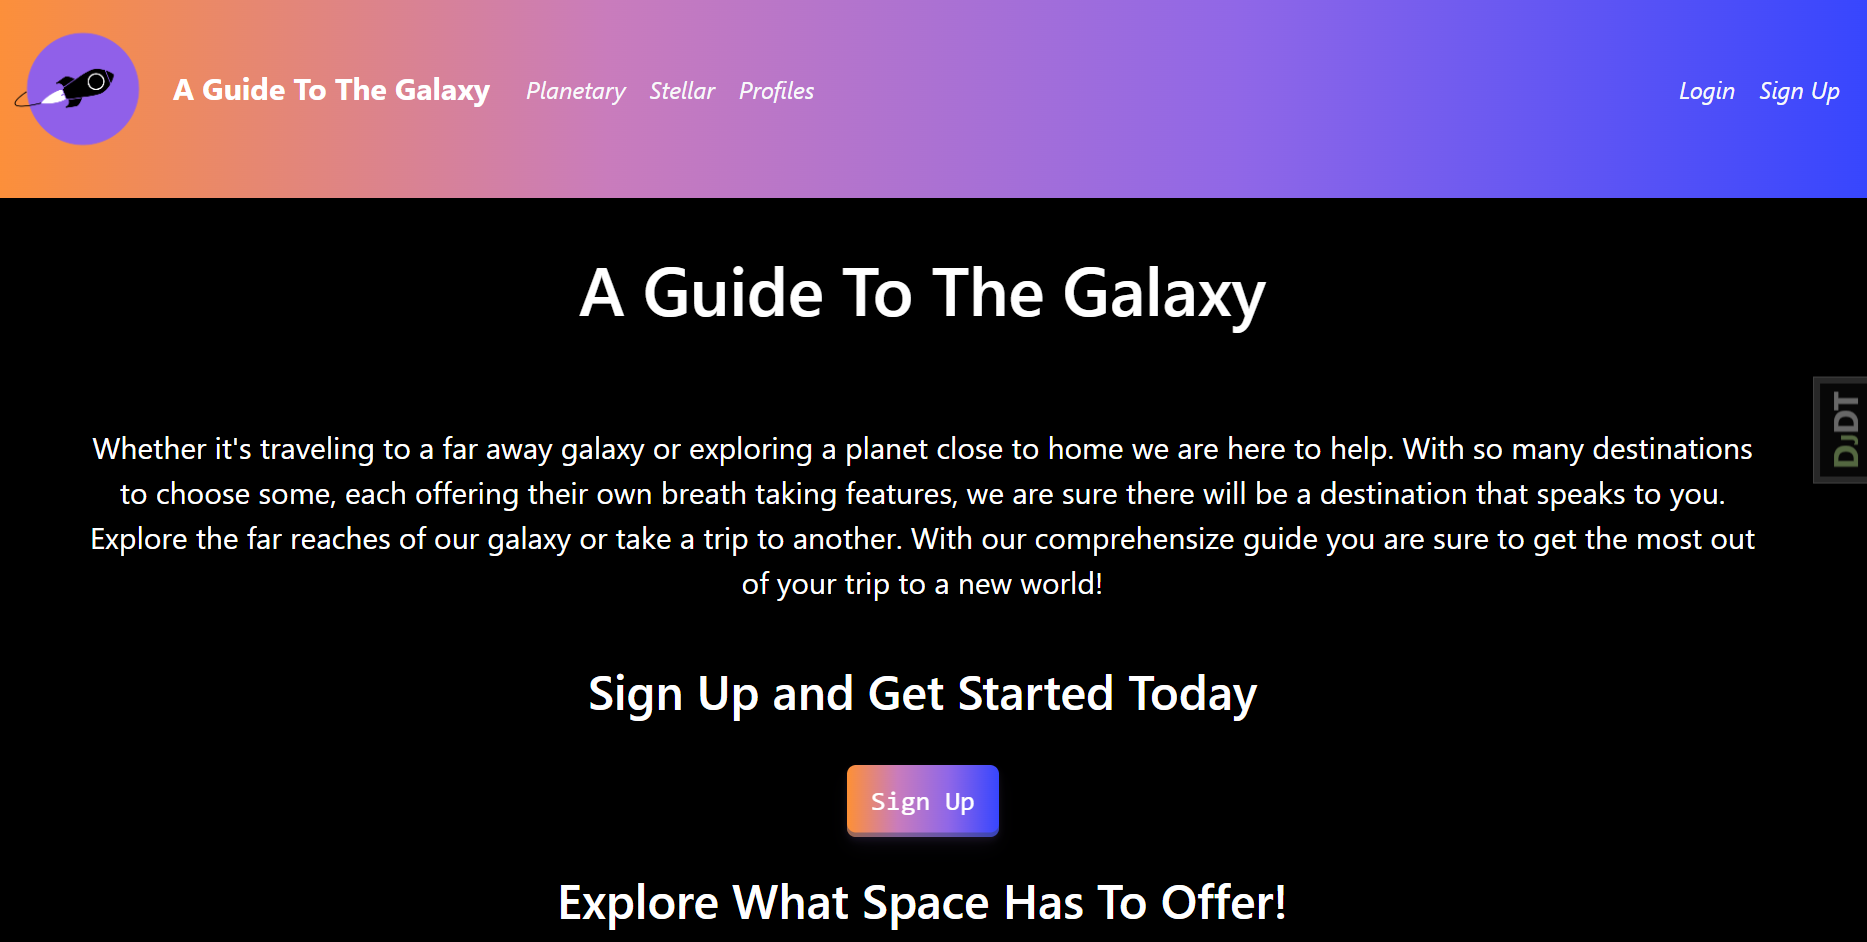 A Guide To The Galaxy Planetary Stellar Profiles Login Sign Up
A Guide To The Galaxy
Whether it's traveling to a far away galaxy or exploring a planet close to home we are here to help. With so many destinations
to choose some, each offering their own breath taking features, we are sure there will be a destination that speaks to you.
Explore the far reaches of our galaxy or take a trip to another. With our comprehensize guide you are sure to get the most out
of your trip to a new world!
DJDT
Sign Up and Get Started Today
Sign Up
Explore What Space Has To Offer!